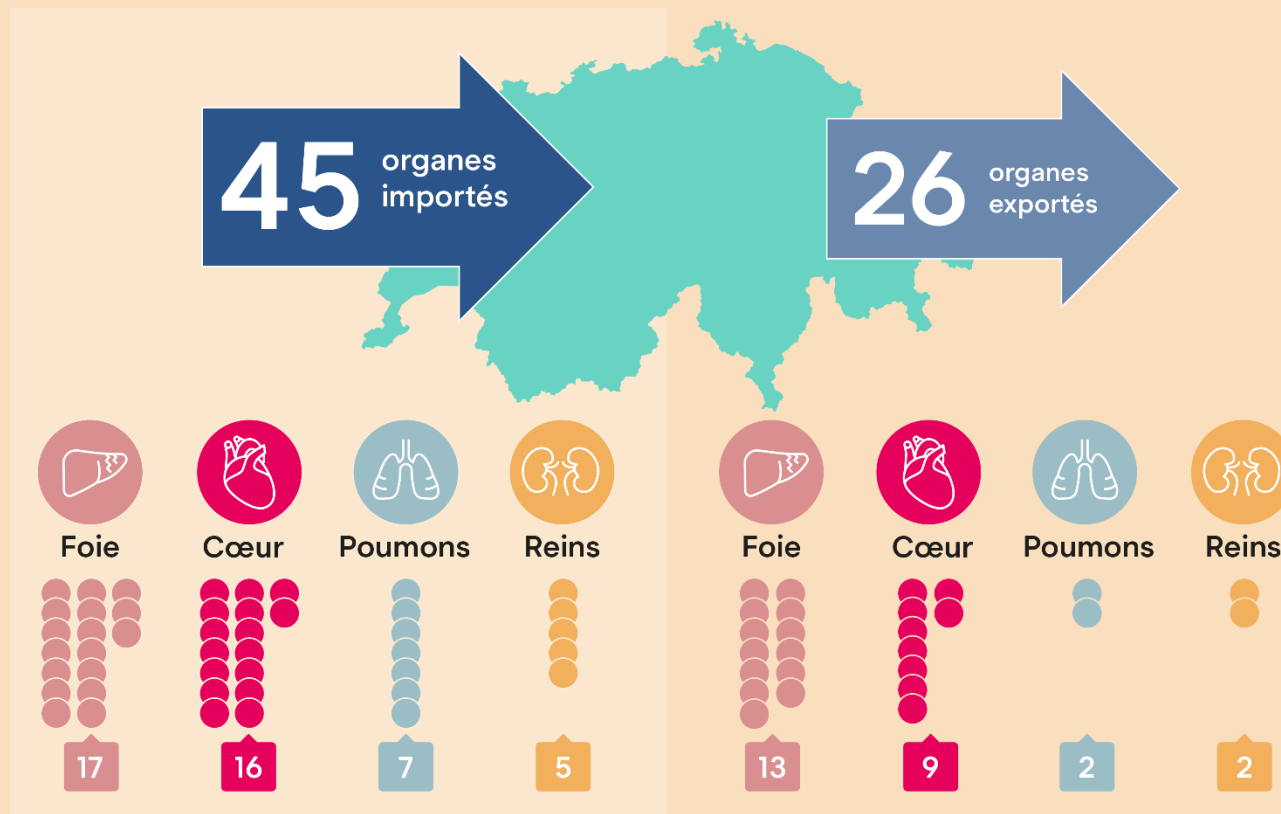 45
organes
importés
26
organes
exportés
Foie
Cœur
Poumons
Reins
Foie
Cœur
Poumons
Reins
17
16
7
5
13
9
2
2